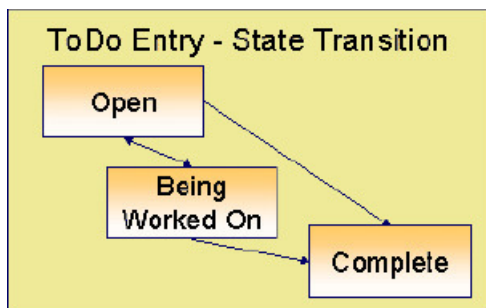 ToDo Entry - State Transition
Open
Being
Worked On
Complete